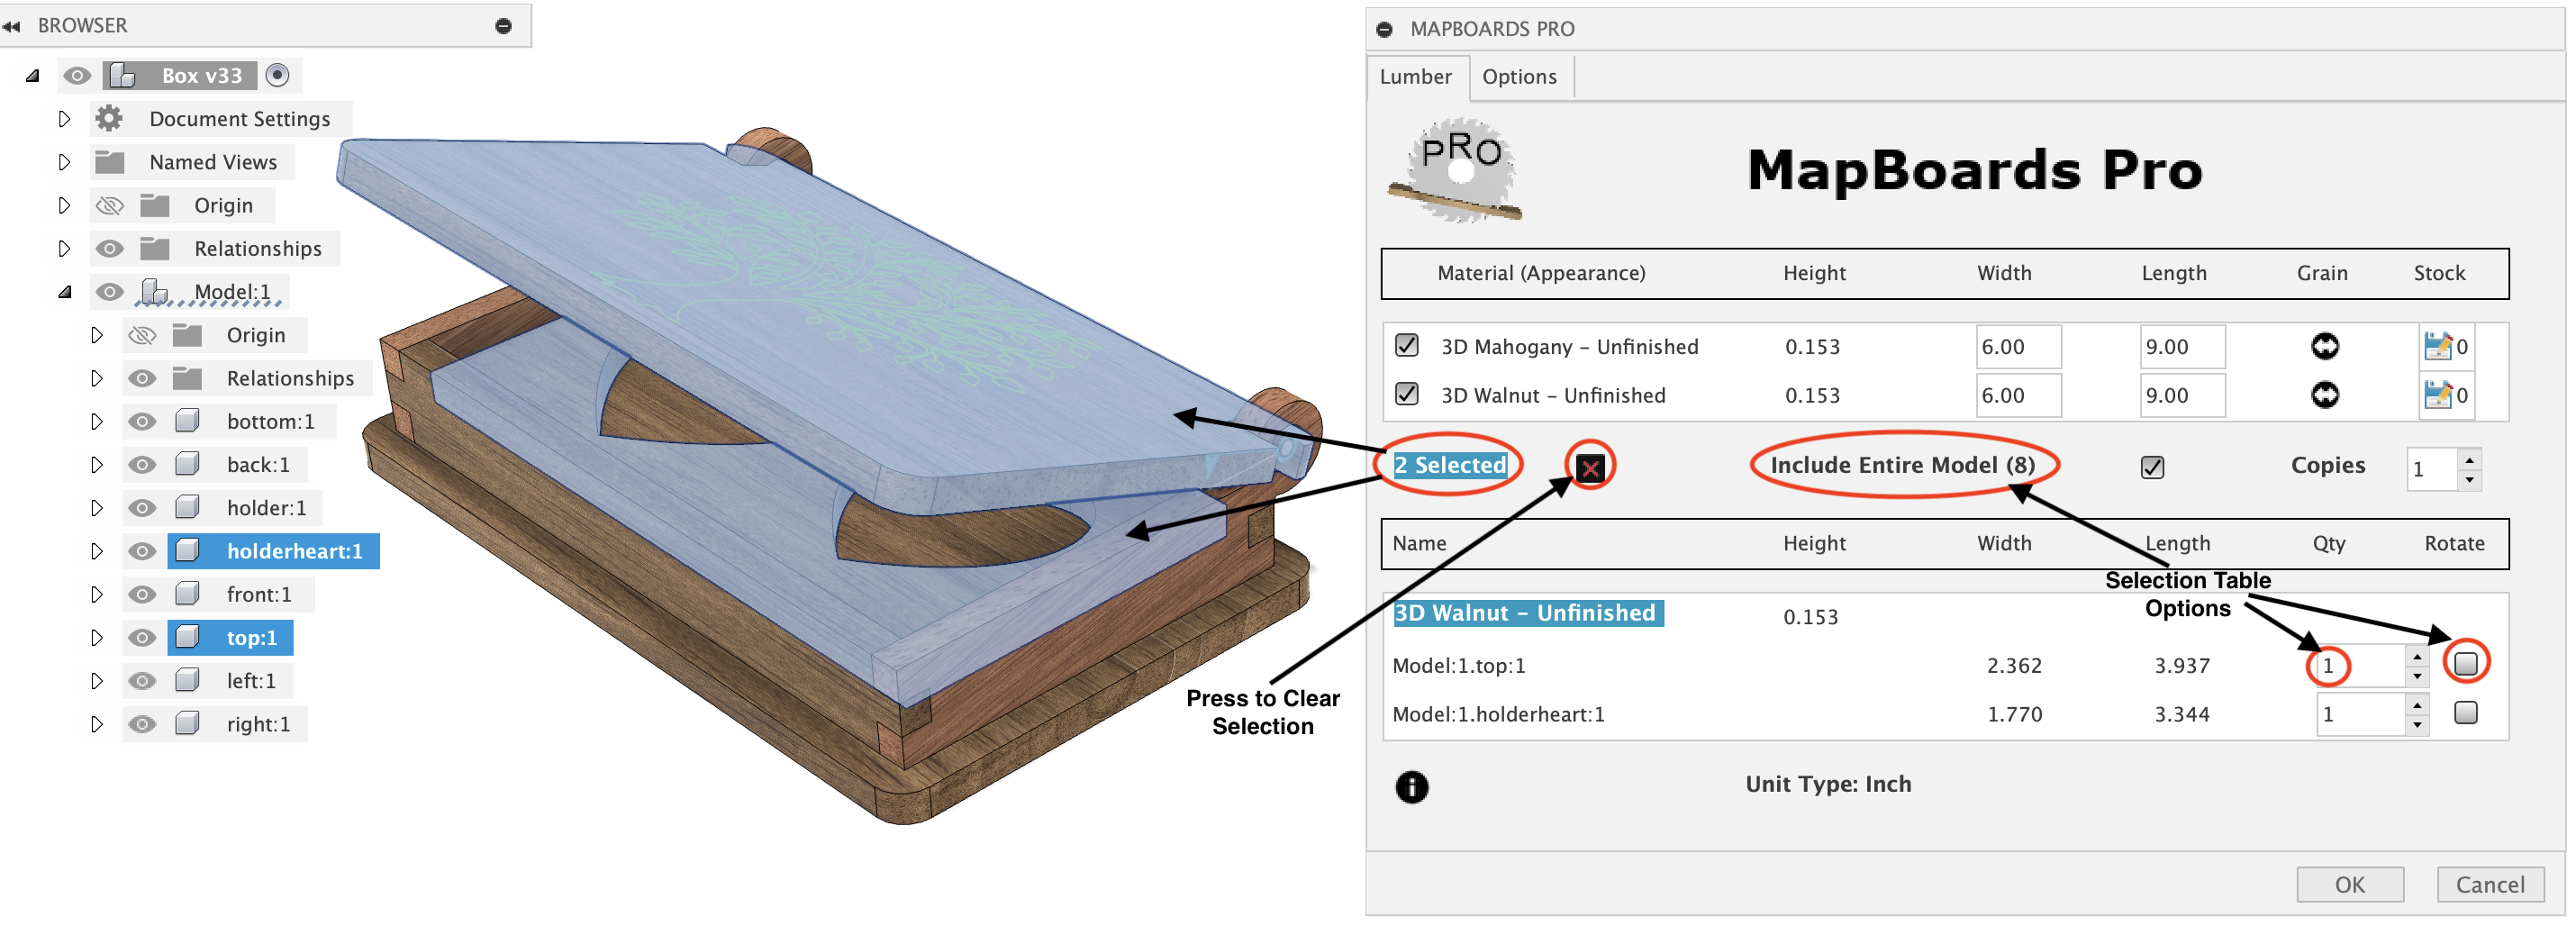 BROWSER
Box v33
Document Settings
Named Views
Origin
Relationships
Model:1
Origin
Relationships
bottom:1
back:1
holder:1
holderheart:1
front:1
top:1
left:1
right:1
Press to Clear
Selection
MAPBOARDS PRO
Lumber Options
PRO
MapBoards Pro
Material (Appearance) Height Width Length Grain Stock
3D Mahogany - Unfinished 0.153 6.00 9.00 0
3D Walnut - Unfinished 0.153 6.00 9.00 0
2 Selected Include Entire Model (8) Copies 1
Name Height Width Length Qty Rotate
Selection Table
Options
3D Walnut - Unfinished 0.153
Model:1.top:1 2.362 3.937 1
Model:1.holderheart:1 1.770 3.344 1
Unit Type: Inch
OK Cancel